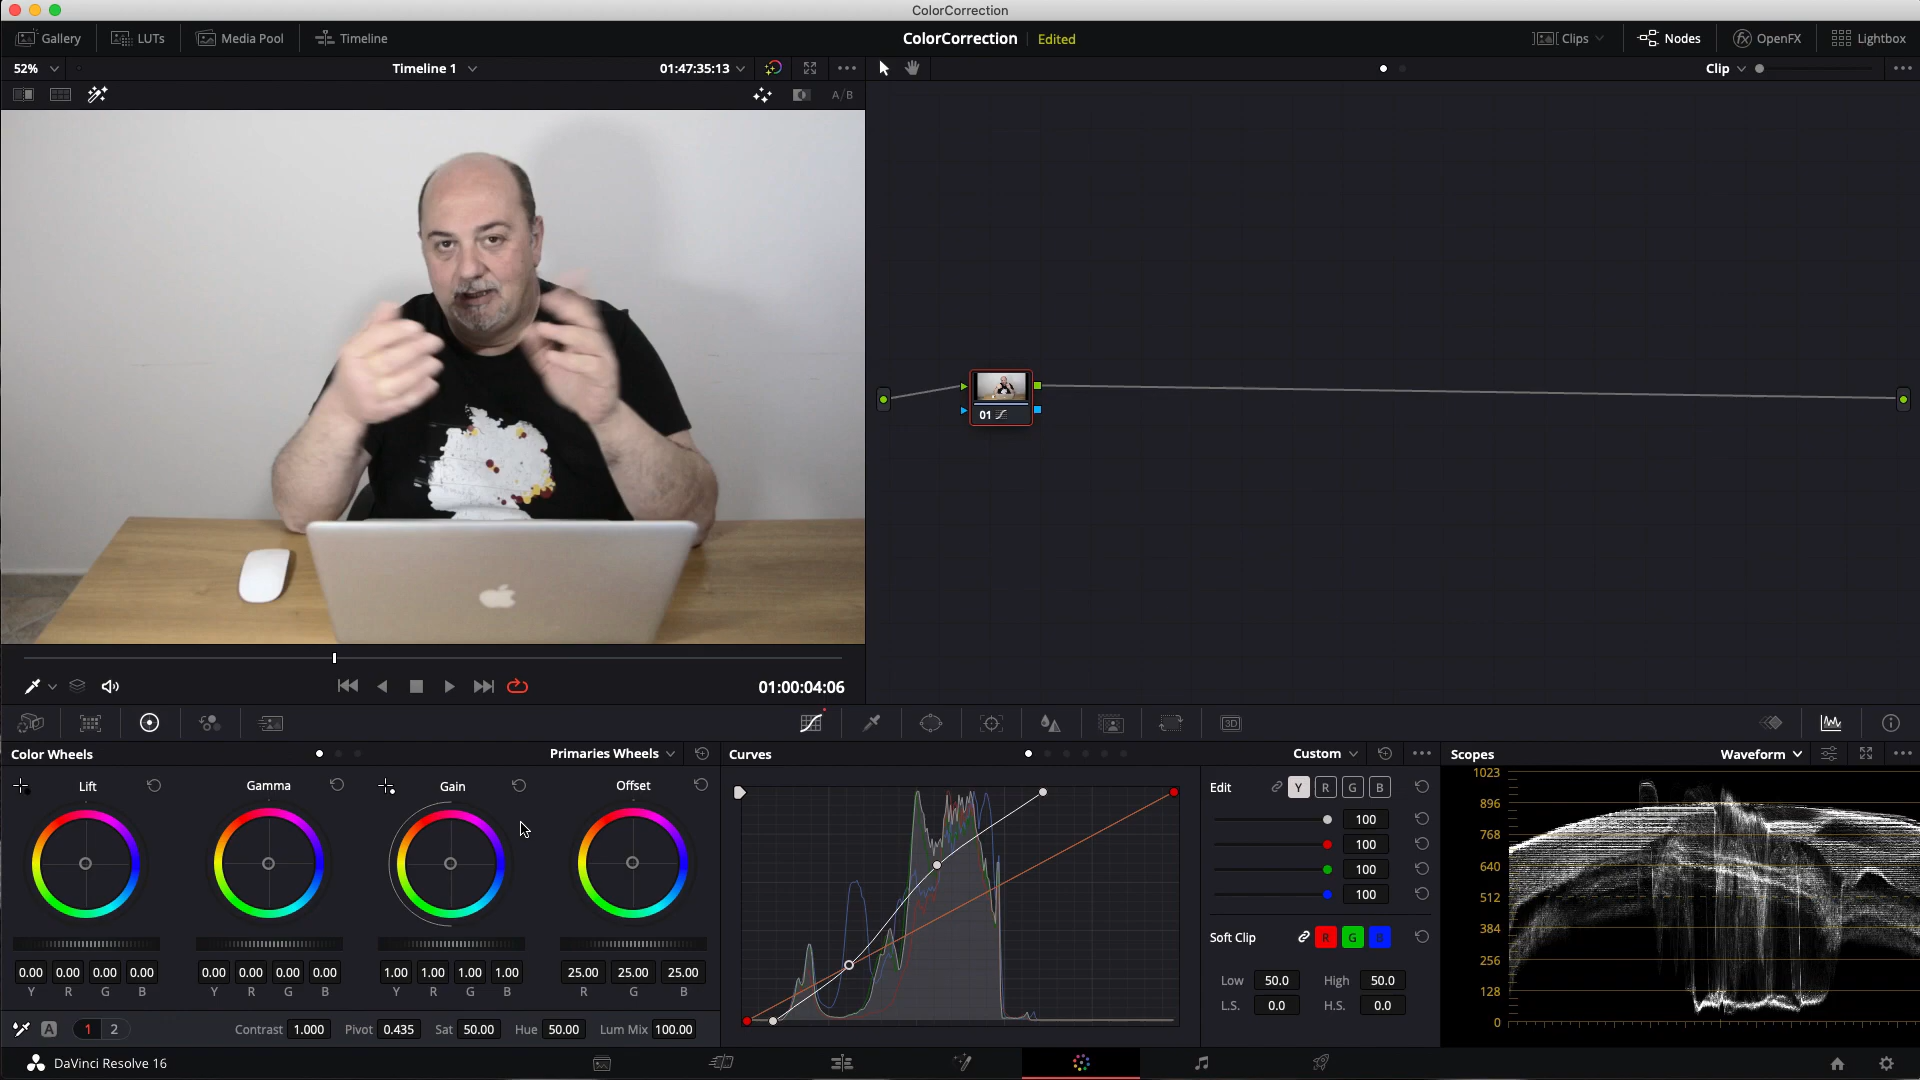 ColorCorrection
Gallery LUTs Media Pool Timeline ColorCorrection Edited Clips Nodes OpenFX Lightbox
52% Timeline 1 01:47:35:13 Clip
A/B
01
01:00:04:06
3D
Color Wheels Primaries Wheels Curves Custom Scopes Waveform
Lift Gamma Gain Offset
0.00 0.00 0.00 0.00 0.00 0.00 0.00 0.00 1.00 1.00 1.00 1.00 25.00 25.00 25.00
Y R G B Y R G B Y R G B R G B
A 1 2 Contrast 1.000 Pivot 0.435 Sat 50.00 Hue 50.00 Lum Mix 100.00
Edit Y R G B
100
100
100
100
Soft Clip R G B
Low 50.0 High 50.0
L.S. 0.0 H.S. 0.0
1023
896
768
640
512
384
256
128
0
DaVinci Resolve 16